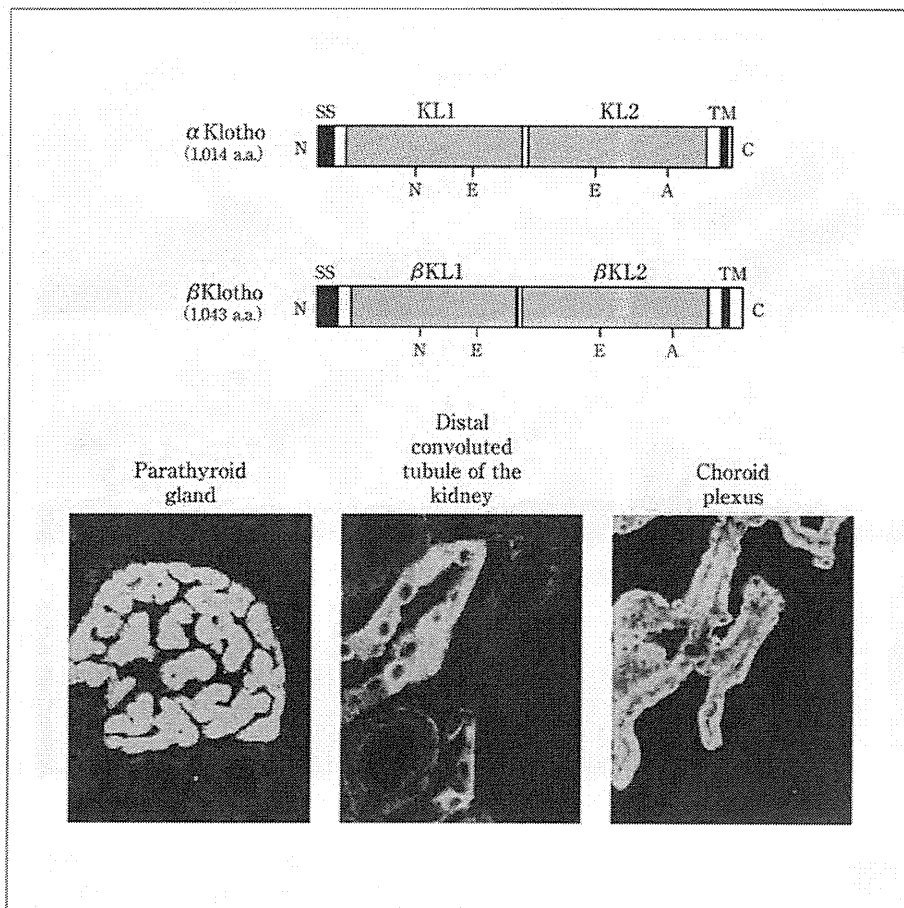 SS KL1 KL2 TM
α Klotho
(1,014 a.a.)
N C
N E E A
SS βKL1 βKL2 TM
βKlotho
(1,043 a.a.)
N C
N E E A
Parathyroid
gland
Distal
convoluted
tubule of the
kidney
Choroid
plexus